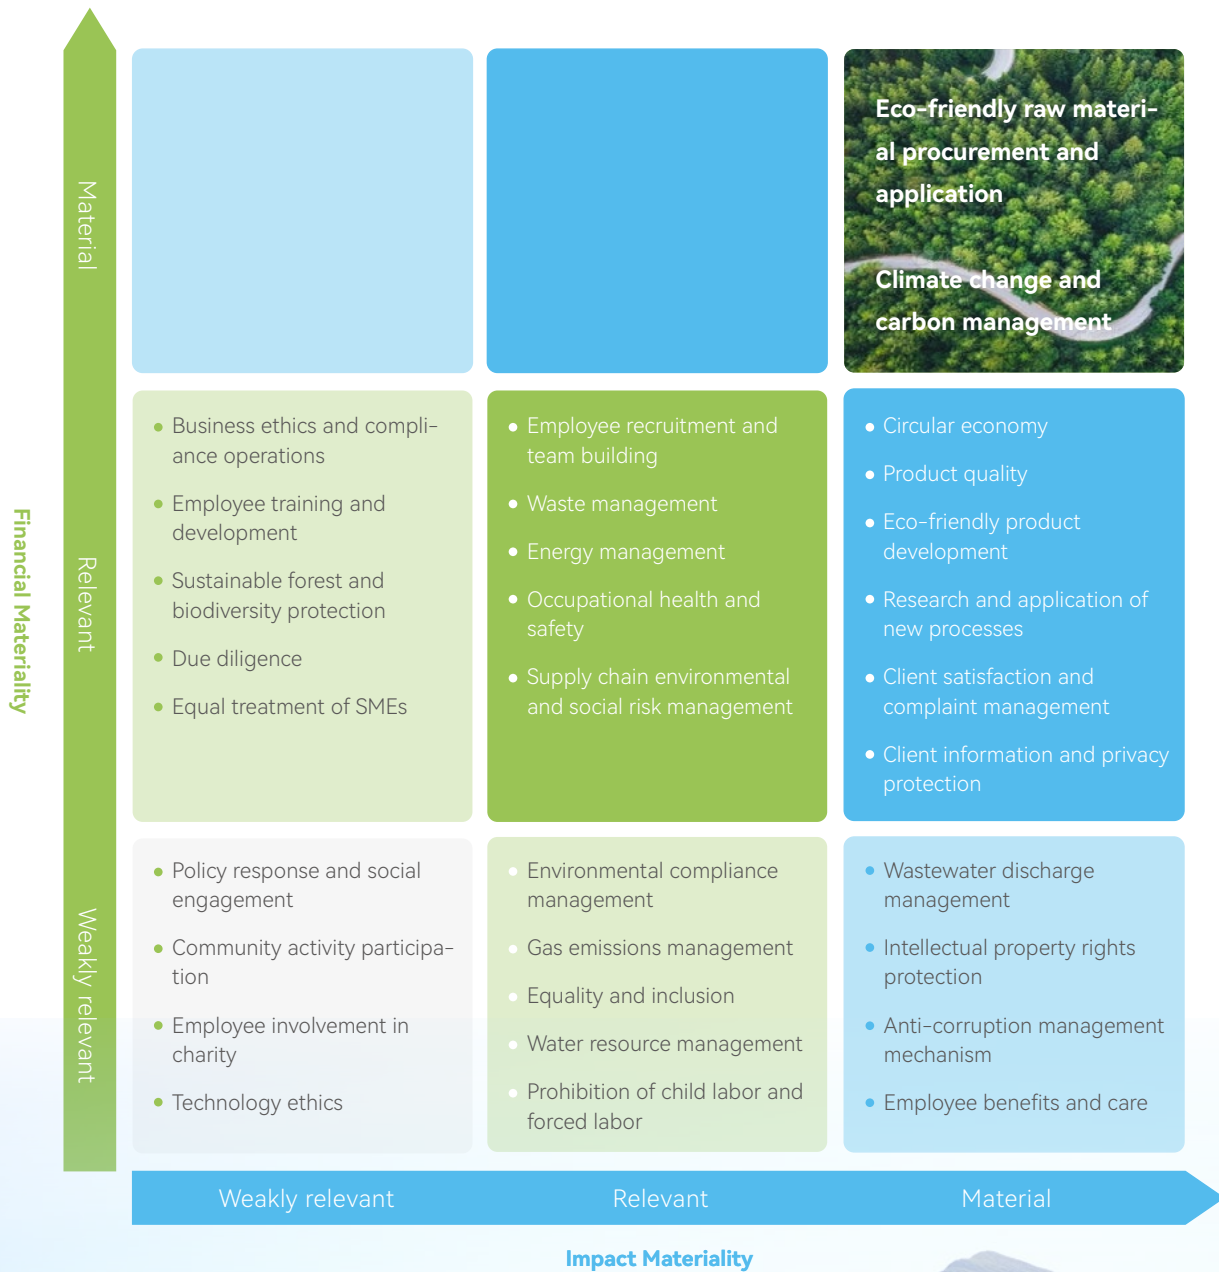 Material
Eco-friendly raw materi-
al procurement and
application
Climate change and
carbon management
Financial Materiality
Relevant
Business ethics and compli-
ance operations
Employee training and
development
Sustainable forest and
biodiversity protection
Due diligence
Equal treatment of SMEs
Employee recruitment and
team building
Waste management
Energy management
Occupational health and
safety
Supply chain environmental
and social risk management
Circular economy
Product quality
Eco-friendly product
development
Research and application of
new processes
Client satisfaction and
complaint management
Client information and privacy
protection
Weakly relevant
Policy response and social
engagement
Community activity participa-
tion
Employee involvement in
charity
Technology ethics
Environmental compliance
management
Gas emissions management
Equality and inclusion
Water resource management
Prohibition of child labor and
forced labor
Wastewater discharge
management
Intellectual property rights
protection
Anti-corruption management
mechanism
Employee benefits and care
Weakly relevant
Relevant
Material
Impact Materiality